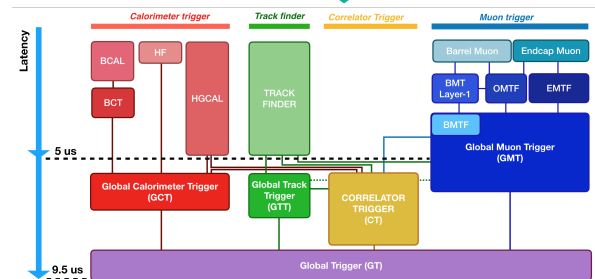 Calorimeter trigger
Track finder
Correlator Trigger
Muon trigger
Latency
BCAL
HF
HGCAL
TRACK
FINDER
Barrel Muon
Endcap Muon
BCT
BMT
Layer-1
OMTF
EMTF
BMTF
Global Muon Trigger
(GMT)
5 us
Global Calorimeter Trigger
(GCT)
Global Track
Trigger
(GTT)
CORRELATOR
TRIGGER
(CT)
9.5 us
Global Trigger (GT)